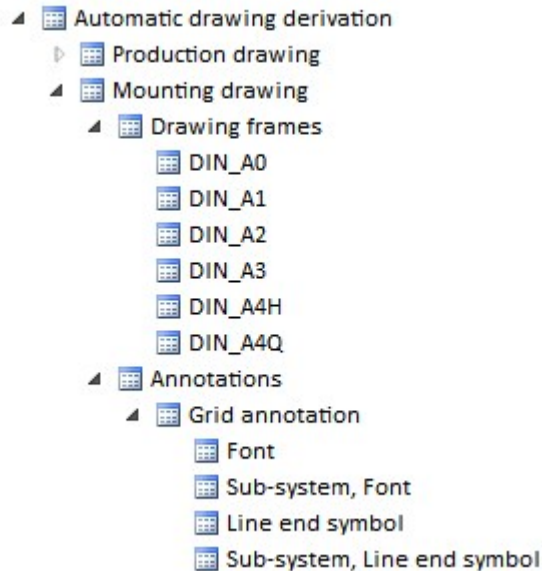 Automatic drawing derivation
Production drawing
Mounting drawing
Drawing frames
DIN_A0
DIN_A1
DIN_A2
DIN_A3
DIN_A4H
DIN_A4Q
Annotations
Grid annotation
Font
Sub-system, Font
Line end symbol
Sub-system, Line end symbol